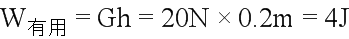 W有用 = Gh = 20N × 0.2m = 4J